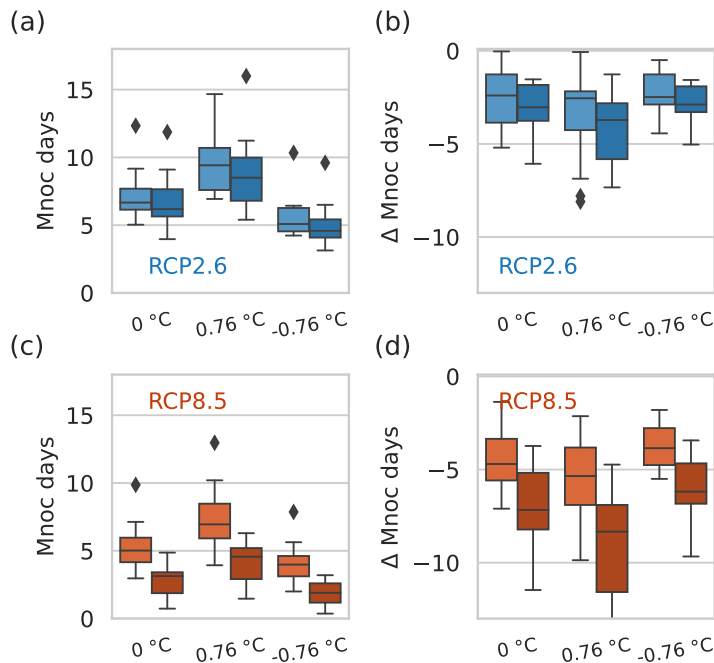 (a)
15
10
5
0
Mnoc days
RCP2.6
0 °C
0.76 °C
-0.76 °C
(b)
0
−5
−10
Δ Mnoc days
RCP2.6
0 °C
0.76 °C
-0.76 °C
(c)
15
10
5
0
Mnoc days
RCP8.5
0 °C
0.76 °C
-0.76 °C
(d)
0
−5
−10
Δ Mnoc days
RCP8.5
0 °C
0.76 °C
-0.76 °C